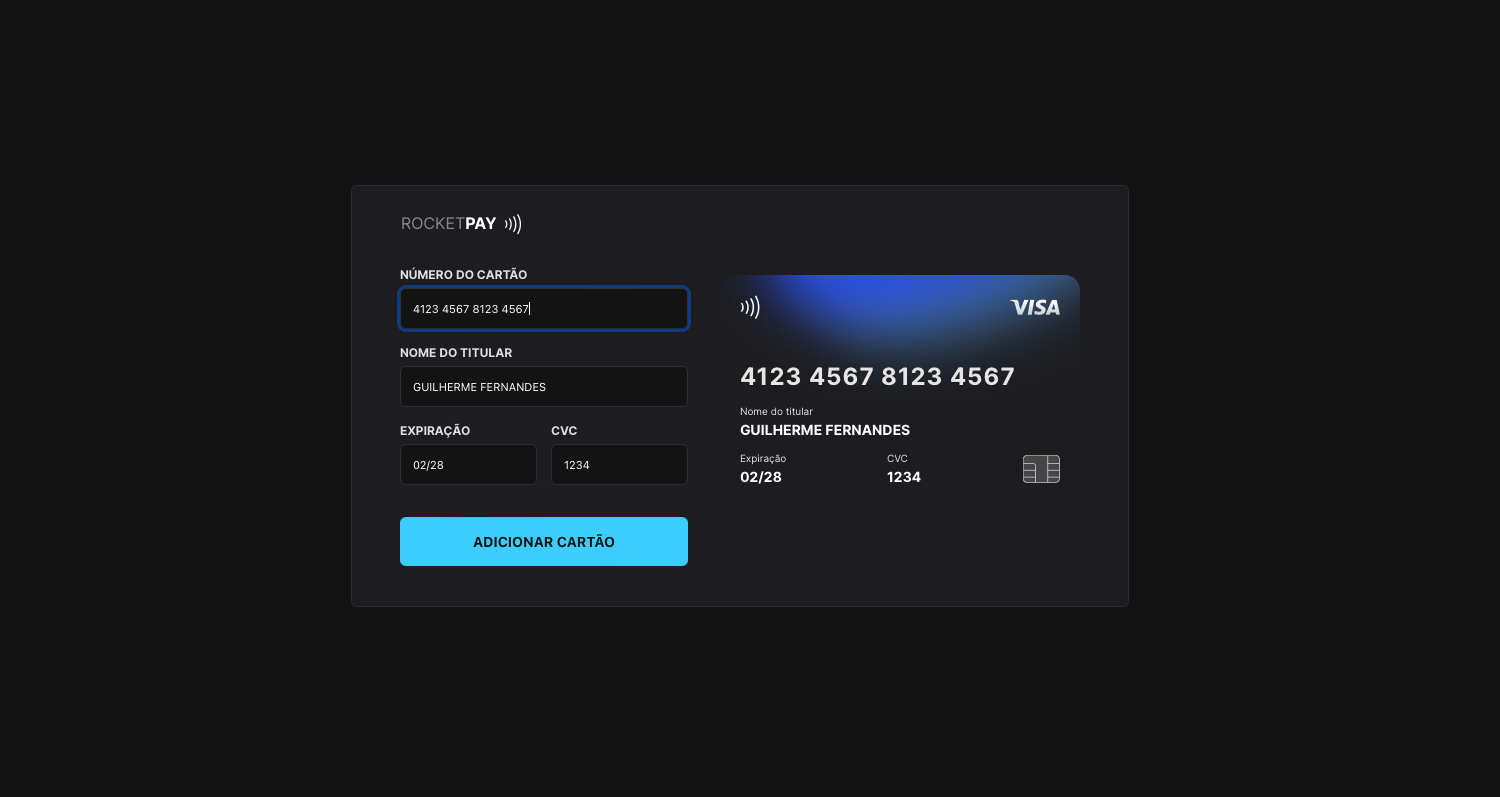 ROCKETPAY
NÚMERO DO CARTÃO
4123 4567 8123 4567
NOME DO TITULAR
GUILHERME FERNANDES
EXPIRAÇÃO CVC
02/28 1234
ADICIONAR CARTÃO
VISA
4123 4567 8123 4567
Nome do titular
GUILHERME FERNANDES
Expiração CVC
02/28 1234